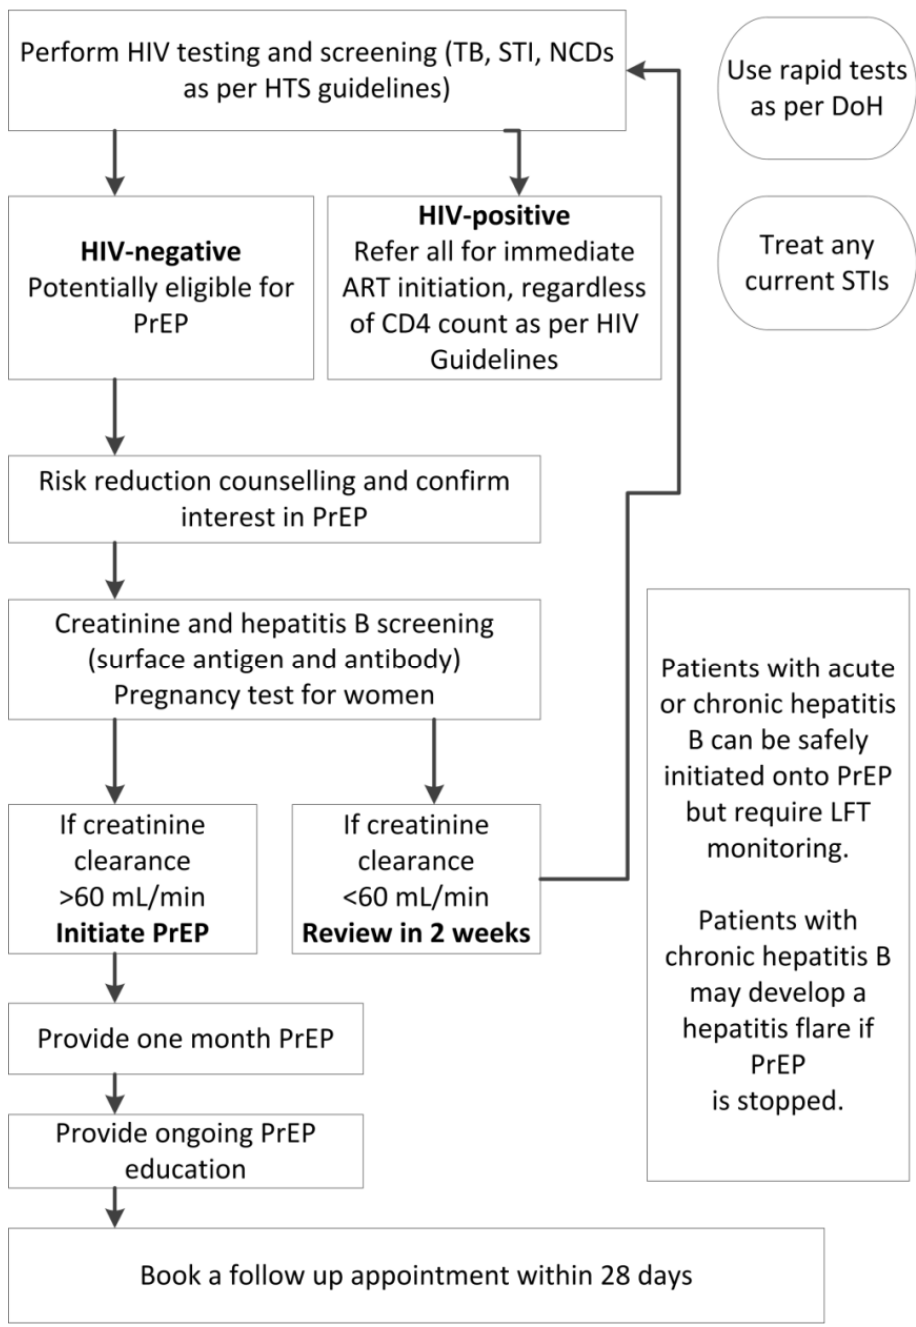 Perform HIV testing and screening (TB, STI, NCDs
as per HTS guidelines)
Use rapid tests
as per DoH
HIV-negative
Potentially eligible for
PrEP
HIV-positive
Refer all for immediate
ART initiation, regardless
of CD4 count as per HIV
Guidelines
Treat any
current STIs
Risk reduction counselling and confirm
interest in PrEP
Creatinine and hepatitis B screening
(surface antigen and antibody)
Pregnancy test for women
If creatinine
clearance
>60 mL/min
Initiate PrEP
If creatinine
clearance
<60 mL/min
Review in 2 weeks
Patients with acute
or chronic hepatitis
B can be safely
initiated onto PrEP
but require LFT
monitoring.
Patients with
chronic hepatitis B
may develop a
hepatitis flare if
PrEP
is stopped.
Provide one month PrEP
Provide ongoing PrEP
education
Book a follow up appointment within 28 days